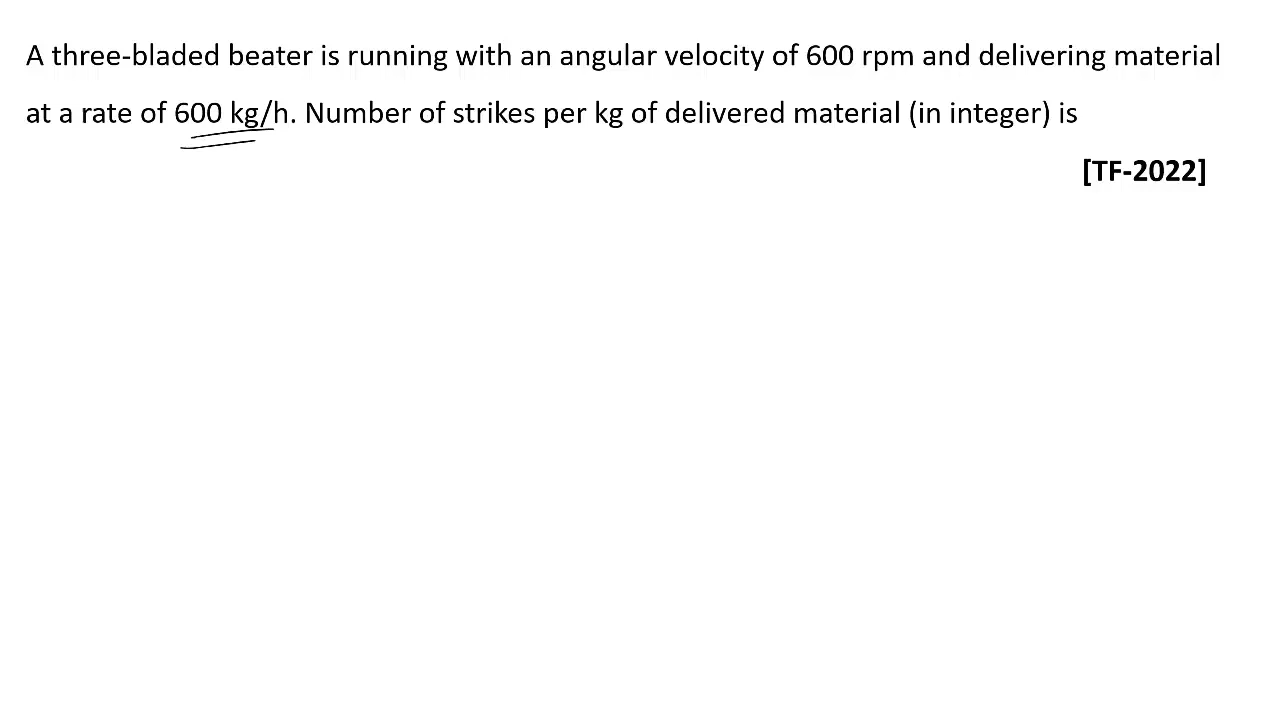 A three-bladed beater is running with an angular velocity of 600 rpm and delivering material
at a rate of 600 kg/h. Number of strikes per kg of delivered material (in integer) is
[TF-2022]